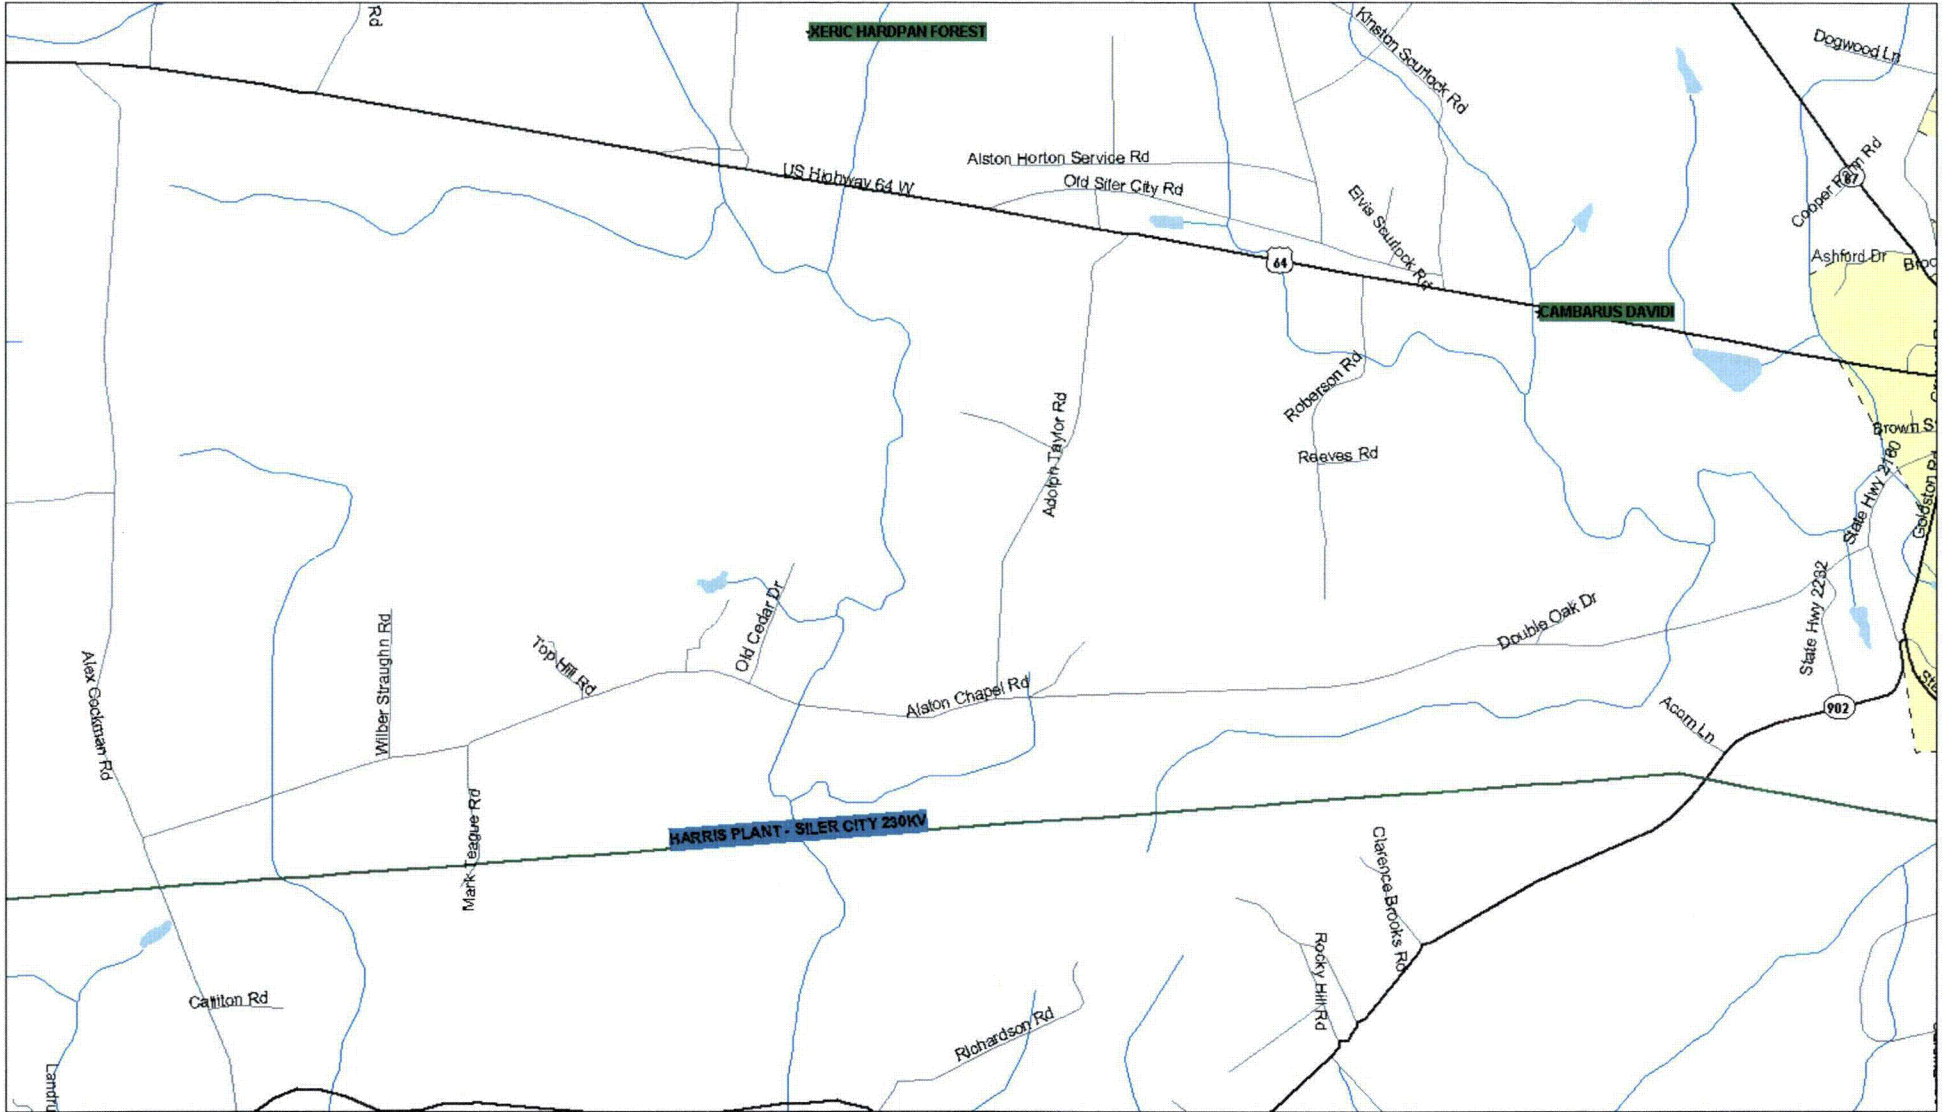 Rd
XERIC HARDPAN FOREST
Kinston Scurlock Rd
Dogwood Ln
Alston Horton Service Rd
US Highway 64 W
Old Siler City Rd
Elvis Scurlock Rd
87
Ashford Dr
64
CAMBARUS DAVIDI
Roberson Rd
Adolph Taylor Rd
Reeves Rd
Brown S
State Hwy 2160
Goldston Rd
Old Cedar Dr
Double Oak Dr
State Hwy 2232
Wilber Straughn Rd
Top Hill Rd
Alex Cockman Rd
Alston Chapel Rd
Acorn Ln
902
Mark Teague Rd
HARRIS PLANT - SILER CITY 230KV
Clarence Brooks Rd
Rocky Hill Rd
Richardson Rd
Landru